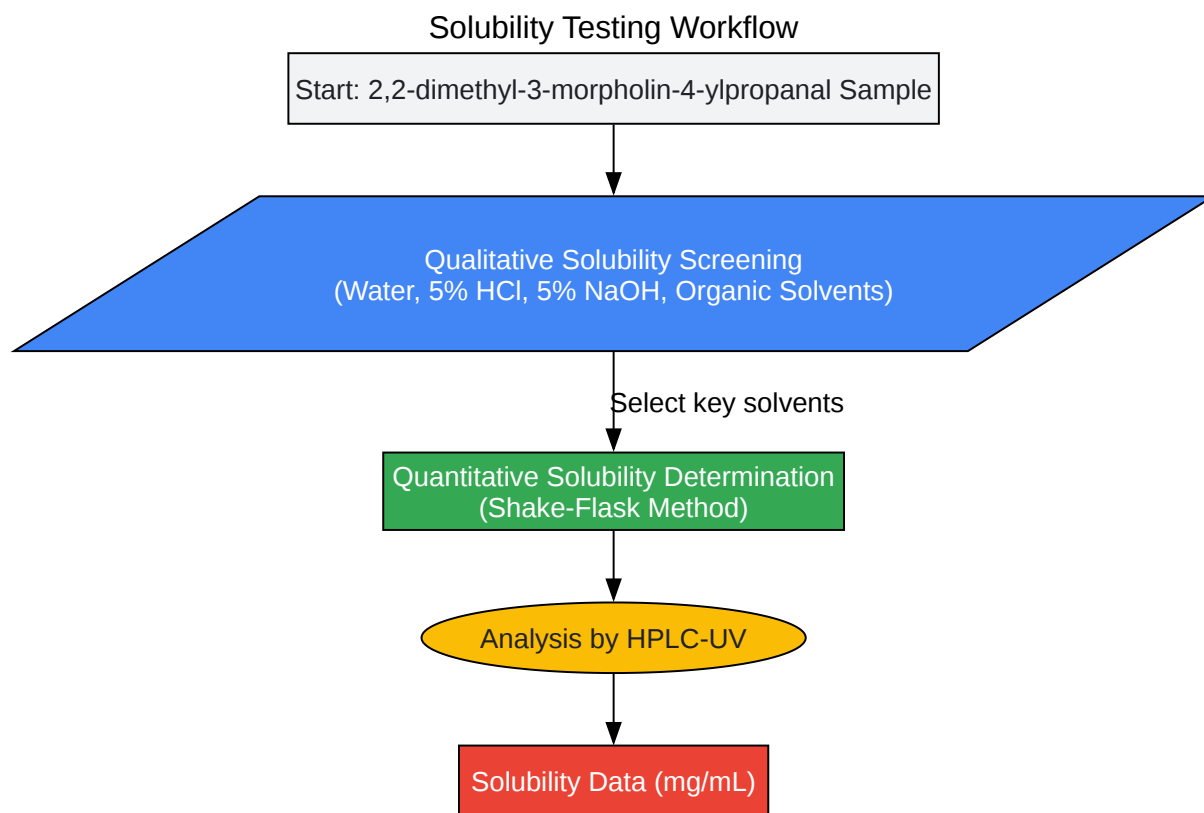 Solubility Testing Workflow
Start: 2,2-dimethyl-3-morpholin-4-ylpropanal Sample
Qualitative Solubility Screening
(Water, 5% HCl, 5% NaOH, Organic Solvents)
Select key solvents
Quantitative Solubility Determination
(Shake-Flask Method)
Analysis by HPLC-UV
Solubility Data (mg/mL)